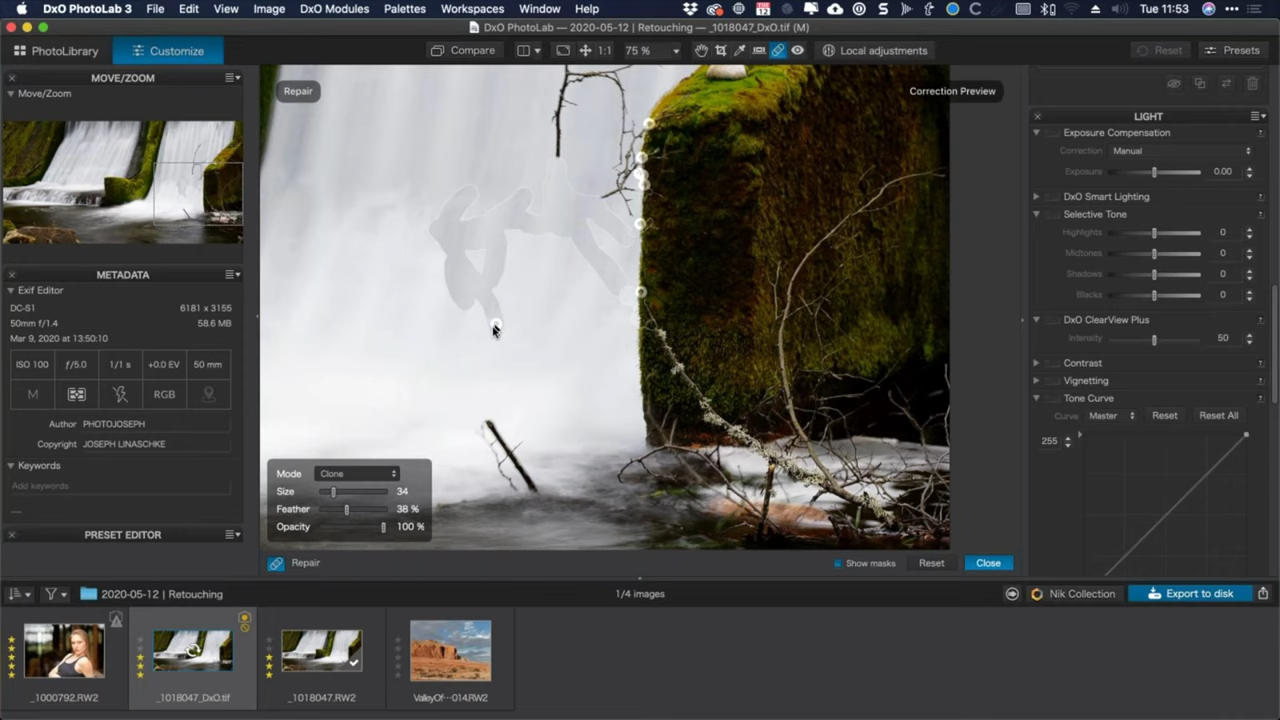 DxO PhotoLab 3 File Edit View Image DxO Modules Palettes Workspaces Window Help Tue 11:53
DxO PhotoLab — 2020-05-12 | Retouching — _1018047_DxO.tif (M)
PhotoLibrary Customize Compare 1:1 75 % Local adjustments Reset Presets
MOVE/ZOOM
Move/Zoom
METADATA
Exif Editor
DC-S1 6181 x 3155
50mm f/1.4 58.6 MB
Mar 9, 2020 at 13:50:10
ISO 100 ƒ/5.0 1/1 s +0.0 EV 50 mm
M RGB
Author PHOTOJOSEPH
Copyright JOSEPH LINASCHKE
Keywords
Add keywords
PRESET EDITOR
Repair
Correction Preview
Mode Clone
Size 34
Feather 38 %
Opacity 100 %
Repair Show masks Reset Close
LIGHT
Exposure Compensation
Correction Manual
Exposure 0.00
DxO Smart Lighting
Selective Tone
Highlights 0
Midtones 0
Shadows 0
Blacks 0
DxO ClearView Plus
Intensity 50
Contrast
Vignetting
Tone Curve
Curve Master Reset Reset All
255
2020-05-12 | Retouching 1/4 images Nik Collection Export to disk
_1000792.RW2 _1018047_DxO.tif _1018047.RW2 ValleyOf···014.RW2